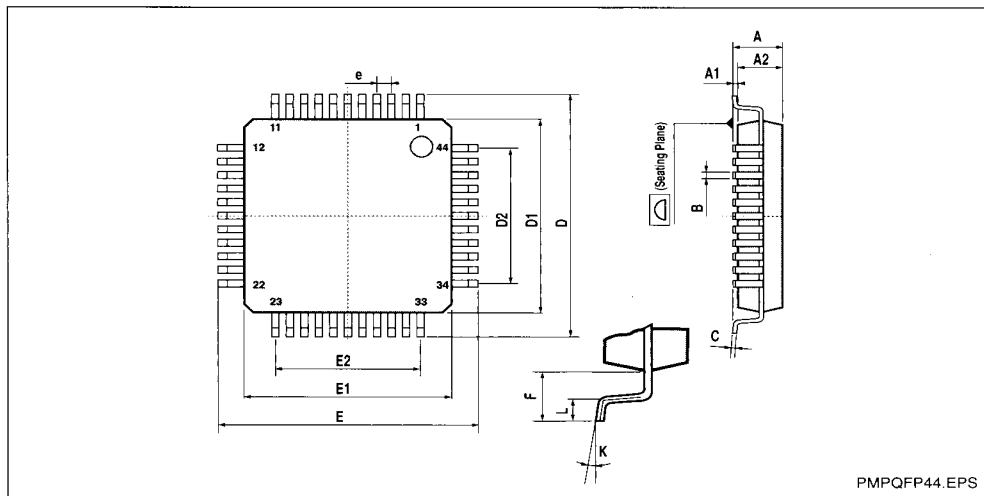 A
A2
A1
e
11
1
12
44
(Seating Plane)
B
D2
D1
D
22
34
23
33
C
E2
E1
F
L
E
K
PMPQFP44.EPS